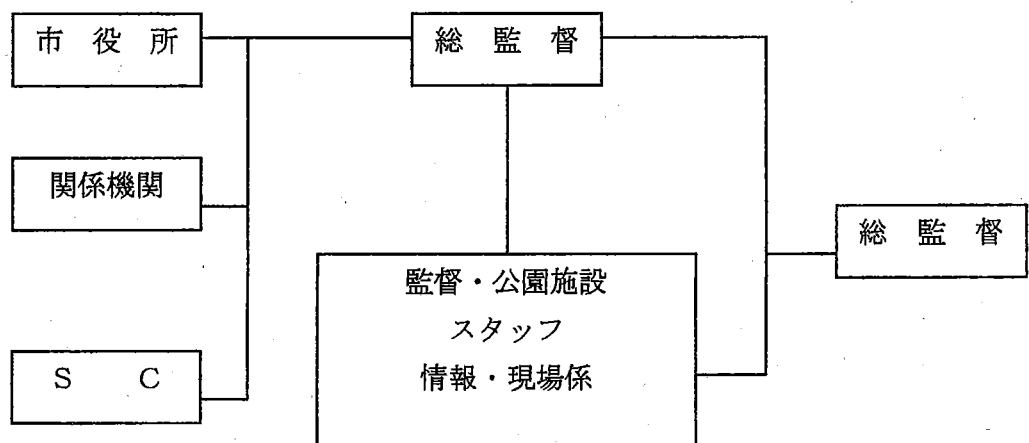 市 役 所
総 監 督
関係機関
総 監 督
監督・公園施設
スタッフ
情報・現場係
S C